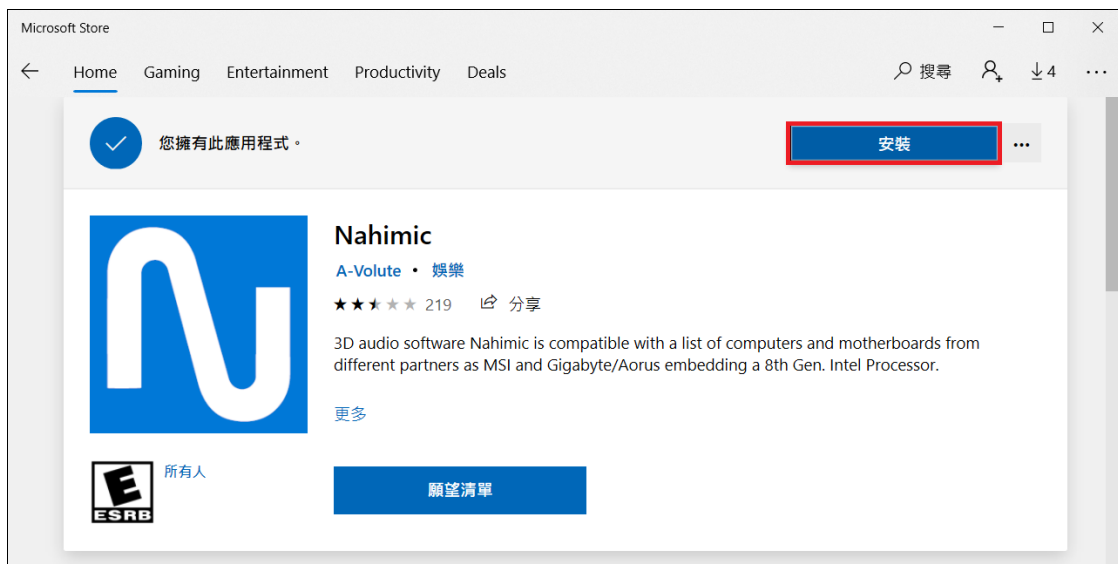 Microsoft Store
Home Gaming Entertainment Productivity Deals 搜尋 4
您擁有此應用程式。 安裝
Nahimic
A-Volute • 娛樂
219 分享
3D audio software Nahimic is compatible with a list of computers and motherboards from
different partners as MSI and Gigabyte/Aorus embedding a 8th Gen. Intel Processor.
更多
E
ESRB
所有人
願望清單